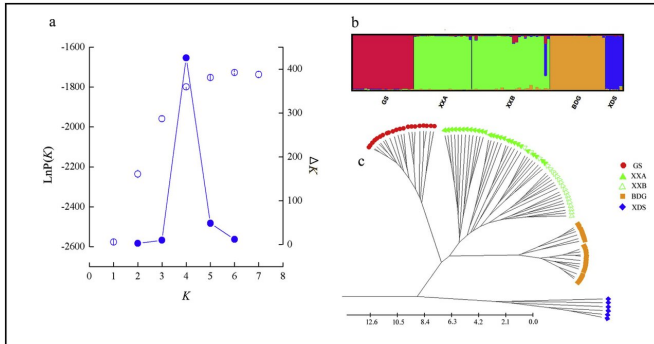 a
-1600
-1800
-2000
-2200
-2400
-2600
LnP(K)
400
300
200
100
0
ΔK
0 1 2 3 4 5 6 7 8
K
b
GS XXA XXB BDG XDS
c
GS
XXA
XXB
BDG
XDS
12.6 10.5 8.4 6.3 4.2 2.1 0.0